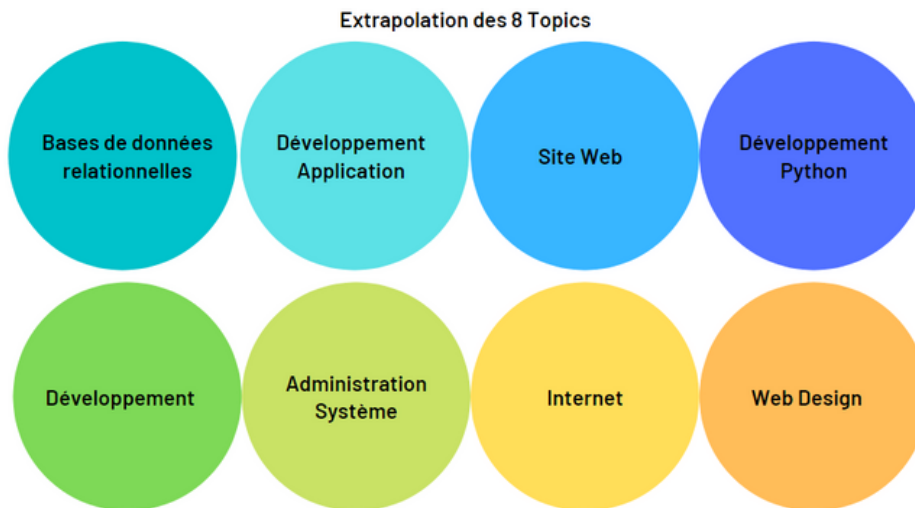 Extrapolation des 8 Topics
Bases de données
relationnelles
Développement
Application
Site Web
Développement
Python
Développement
Administration
Système
Internet
Web Design